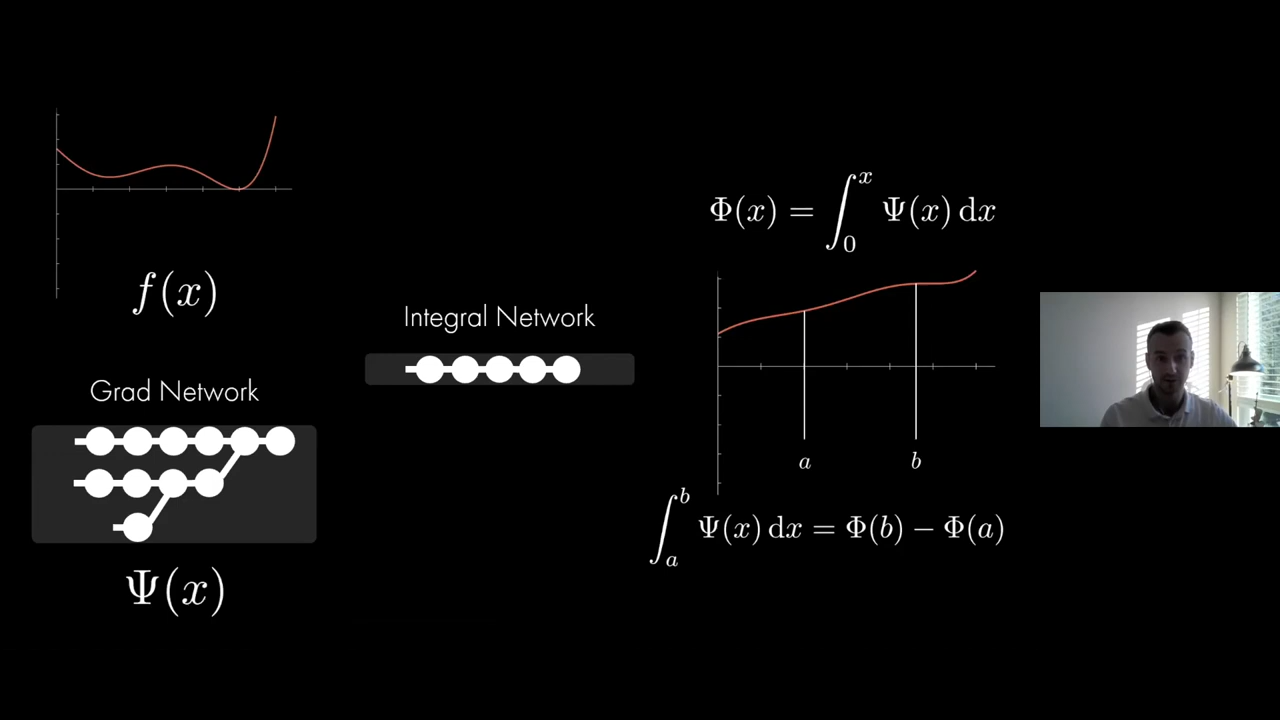 f(x)
Grad Network
Ψ(x)
Integral Network
Φ(x) = ∫₀ˣ Ψ(x) dx
a
b
∫ₐᵇ Ψ(x) dx = Φ(b) − Φ(a)